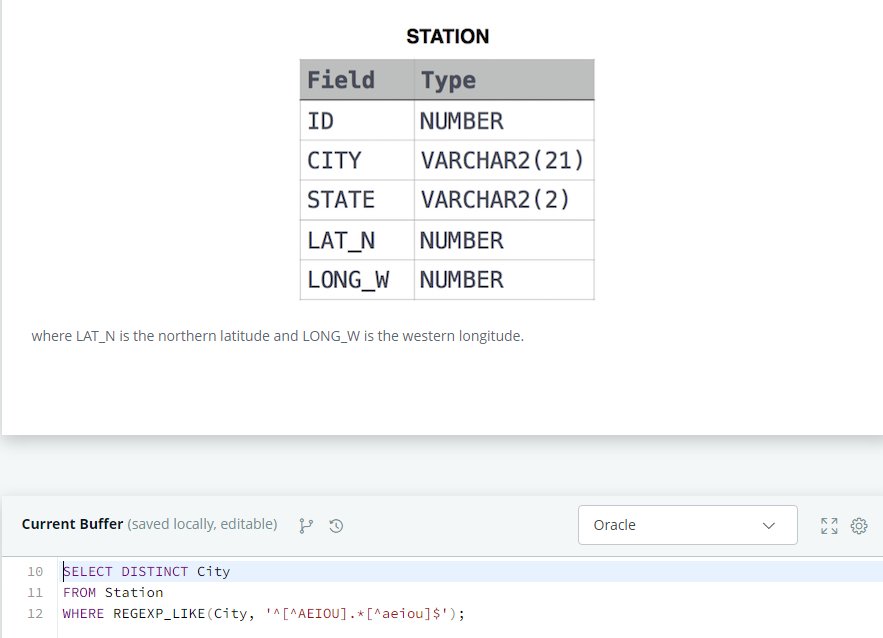 STATION
Field Type
ID NUMBER
CITY VARCHAR2(21)
STATE VARCHAR2(2)
LAT_N NUMBER
LONG_W NUMBER
where LAT_N is the northern latitude and LONG_W is the western longitude.
Current Buffer (saved locally, editable) Oracle
10 SELECT DISTINCT City
11 FROM Station
12 WHERE REGEXP_LIKE(City, '^[^AEIOU].*[^aeiou]$');